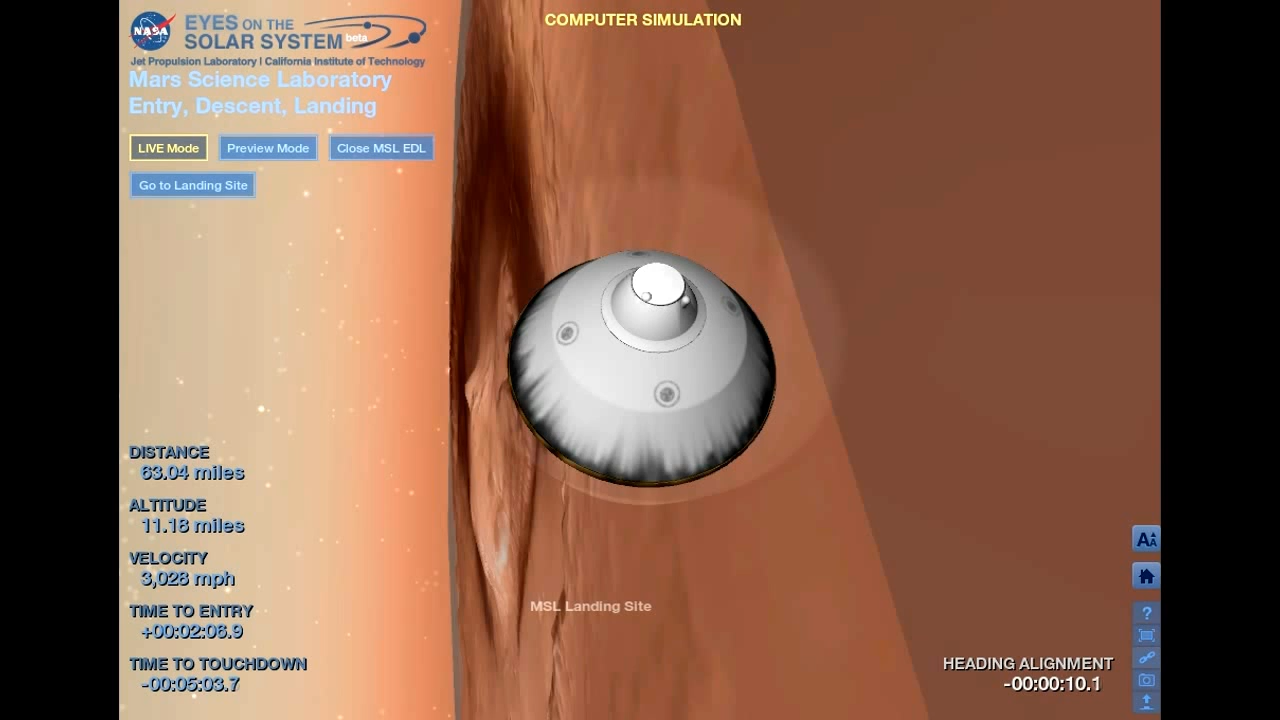 COMPUTER SIMULATION
NASA
EYES ON THE
SOLAR SYSTEM beta
Jet Propulsion Laboratory | California Institute of Technology
Mars Science Laboratory
Entry, Descent, Landing
LIVE Mode
Preview Mode
Close MSL EDL
Go to Landing Site
DISTANCE
63.04 miles
ALTITUDE
11.18 miles
VELOCITY
3,028 mph
TIME TO ENTRY
+00:02:06.9
TIME TO TOUCHDOWN
-00:05:03.7
MSL Landing Site
HEADING ALIGNMENT
-00:00:10.1
AA
?